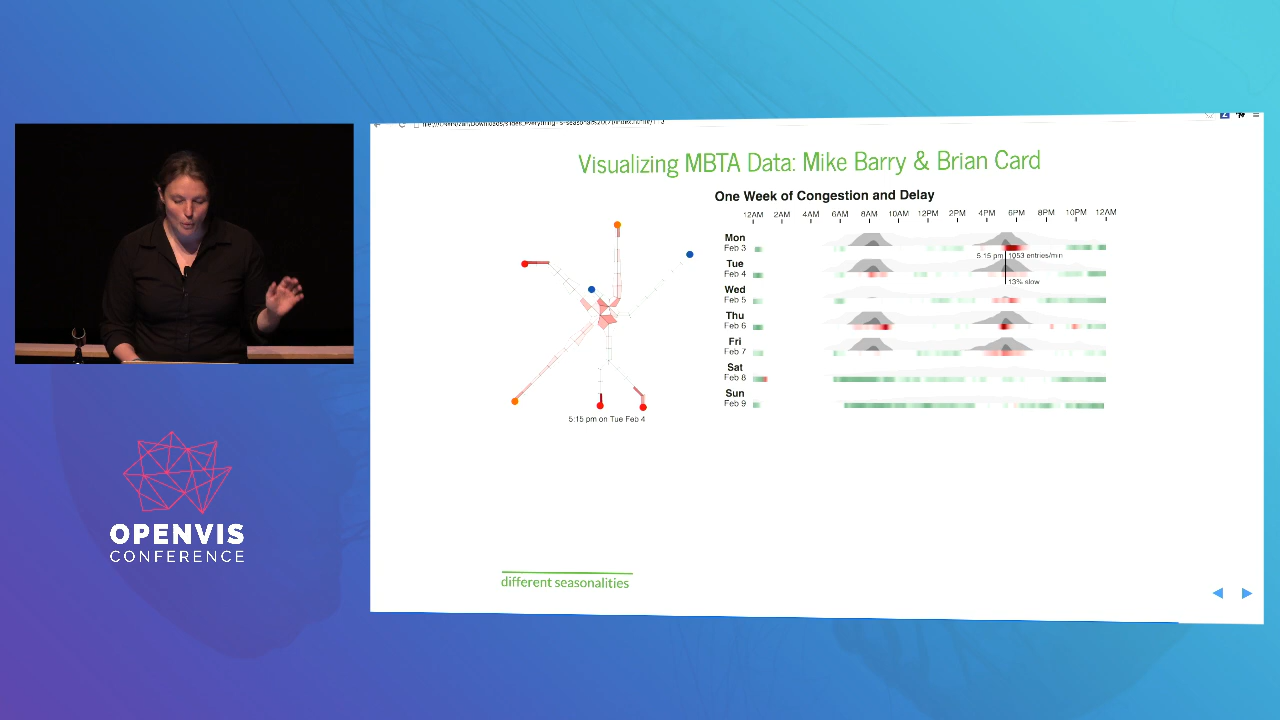 Visualizing MBTA Data: Mike Barry & Brian Card
One Week of Congestion and Delay
12AM 2AM 4AM 6AM 8AM 10AM 12PM 2PM 4PM 6PM 8PM 10PM 12AM
Mon
Feb 3
5:15 pm 1053 entries/min
Tue
Feb 4
13% slow
Wed
Feb 5
Thu
Feb 6
Fri
Feb 7
Sat
Feb 8
Sun
Feb 9
5:15 pm on Tue Feb 4
OPENVIS
CONFERENCE
different seasonalities